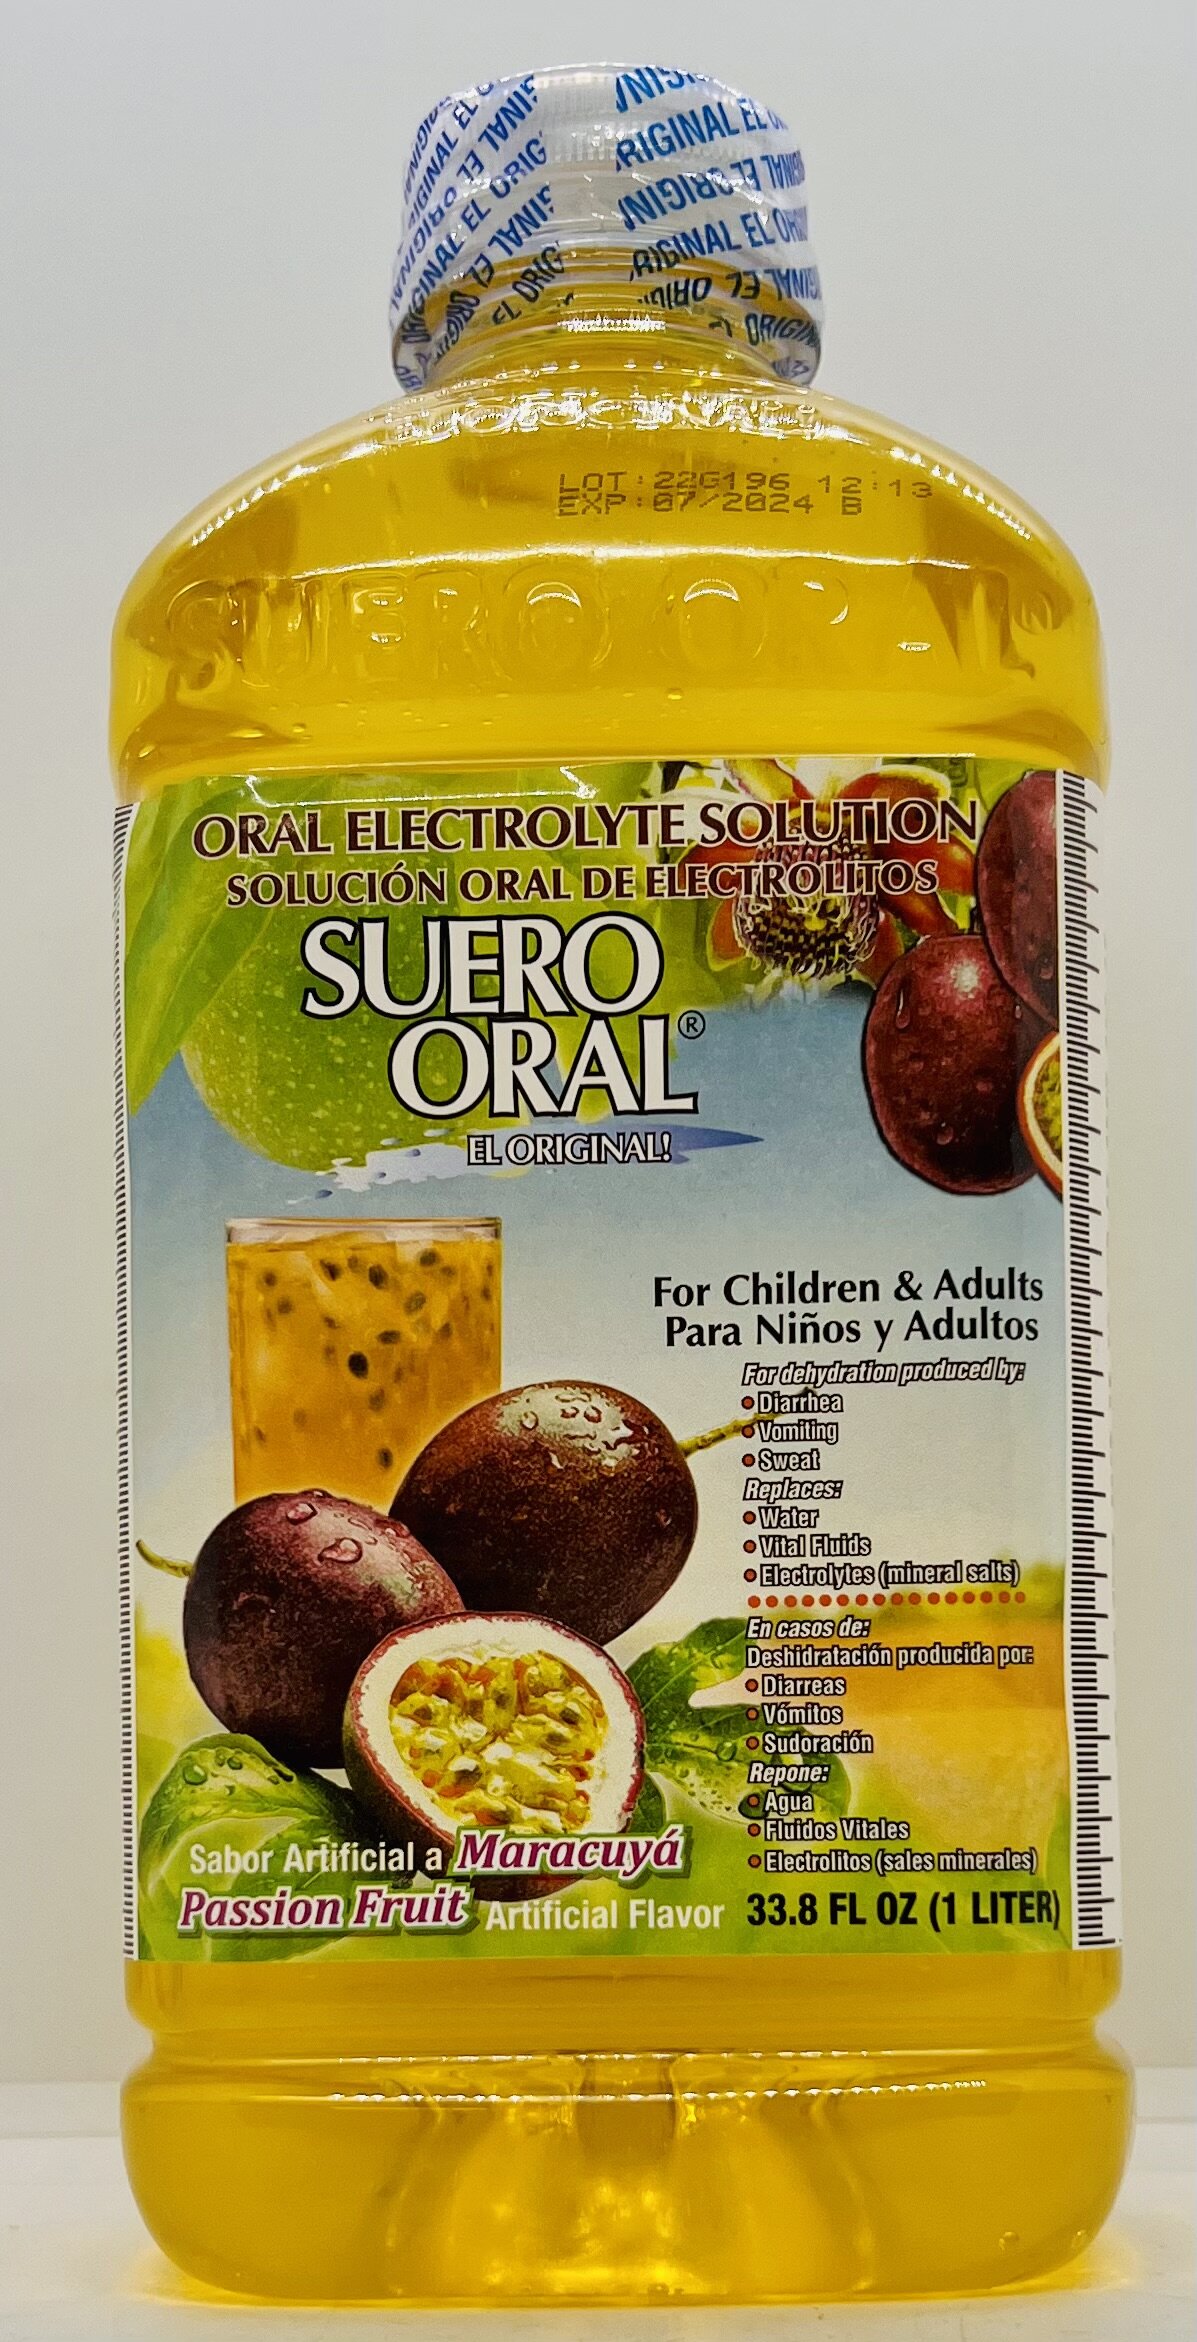 ORIGINAL EL
RIGINAL EL
LOT:22G196 12:13
EXP:07/2024 B
SUERO
ORAL ELECTROLYTE SOLUTION
SOLUCIÓN ORAL DE ELECTROLITOS
SUERO
ORAL®
EL ORIGINAL!
For Children & Adults
Para Niños y Adultos
For dehydration produced by:
• Diarrhea
• Vomiting
• Sweat
Replaces:
• Water
• Vital Fluids
• Electrolytes (mineral salts)
En casos de:
Deshidratación producida por:
• Diarreas
• Vómitos
• Sudoración
Repone:
• Agua
• Fluidos Vitales
• Electrolitos (sales minerales)
Sabor Artificial a Maracuyá
Passion Fruit Artificial Flavor
33.8 FL OZ (1 LITER)